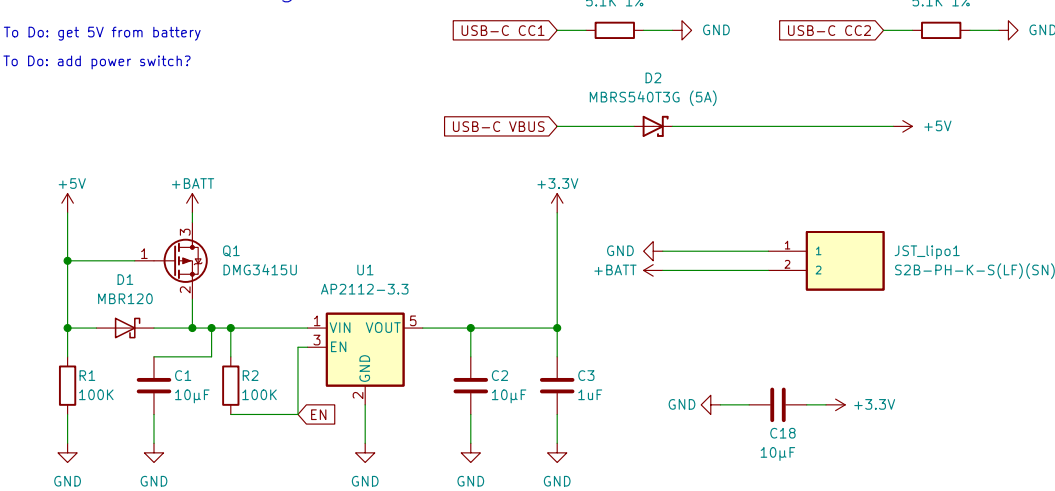 5.1K 1%
5.1K 1%
USB-C CC1
GND
USB-C CC2
GND
To Do: get 5V from battery
To Do: add power switch?
D2
MBRS540T3G (5A)
USB-C VBUS
+5V
+5V
+BATT
+3.3V
3
1
Q1
DMG3415U
2
GND
+BATT
1
2
1
2
JST_lipo1
S2B-PH-K-S(LF)(SN)
D1
MBR120
U1
AP2112-3.3
1
3
VIN
VOUT
EN
GND
5
2
R1
100K
C1
10µF
R2
100K
EN
C2
10µF
C3
1uF
GND
+3.3V
C18
10µF
GND
GND
GND
GND
GND